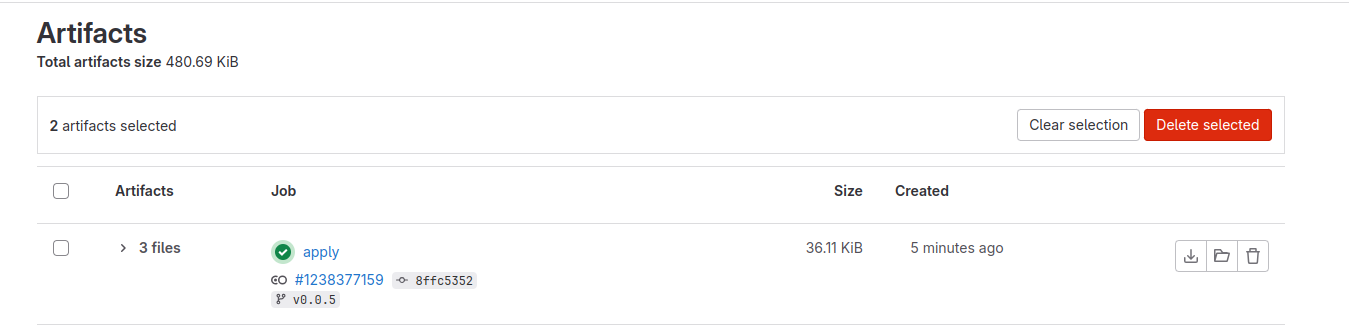 Artifacts
Total artifacts size 480.69 KiB
2 artifacts selected
Clear selection
Delete selected
Artifacts Job Size Created
3 files apply 36.11 KiB 5 minutes ago
#1238377159 8ffc5352
v0.0.5